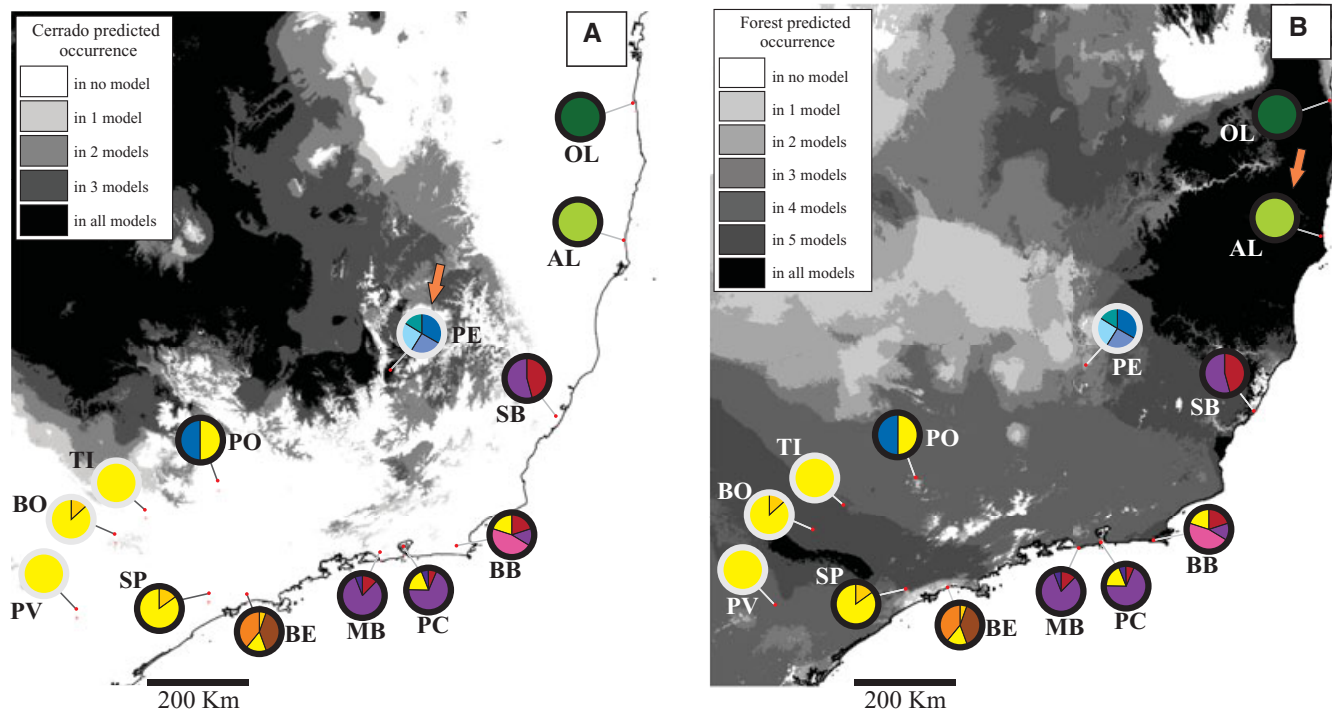 Cerrado predicted
occurrence
in no model
in 1 model
in 2 models
in 3 models
in all models
A
OL
AL
PE
SB
PO
TI
BO
PV
SP
BE
MB
PC
BB
200 Km
Forest predicted
occurrence
in no model
in 1 model
in 2 models
in 3 models
in 4 models
in 5 models
in all models
B
OL
AL
PE
SB
PO
TI
BO
PV
SP
BE
MB
PC
BB
200 Km